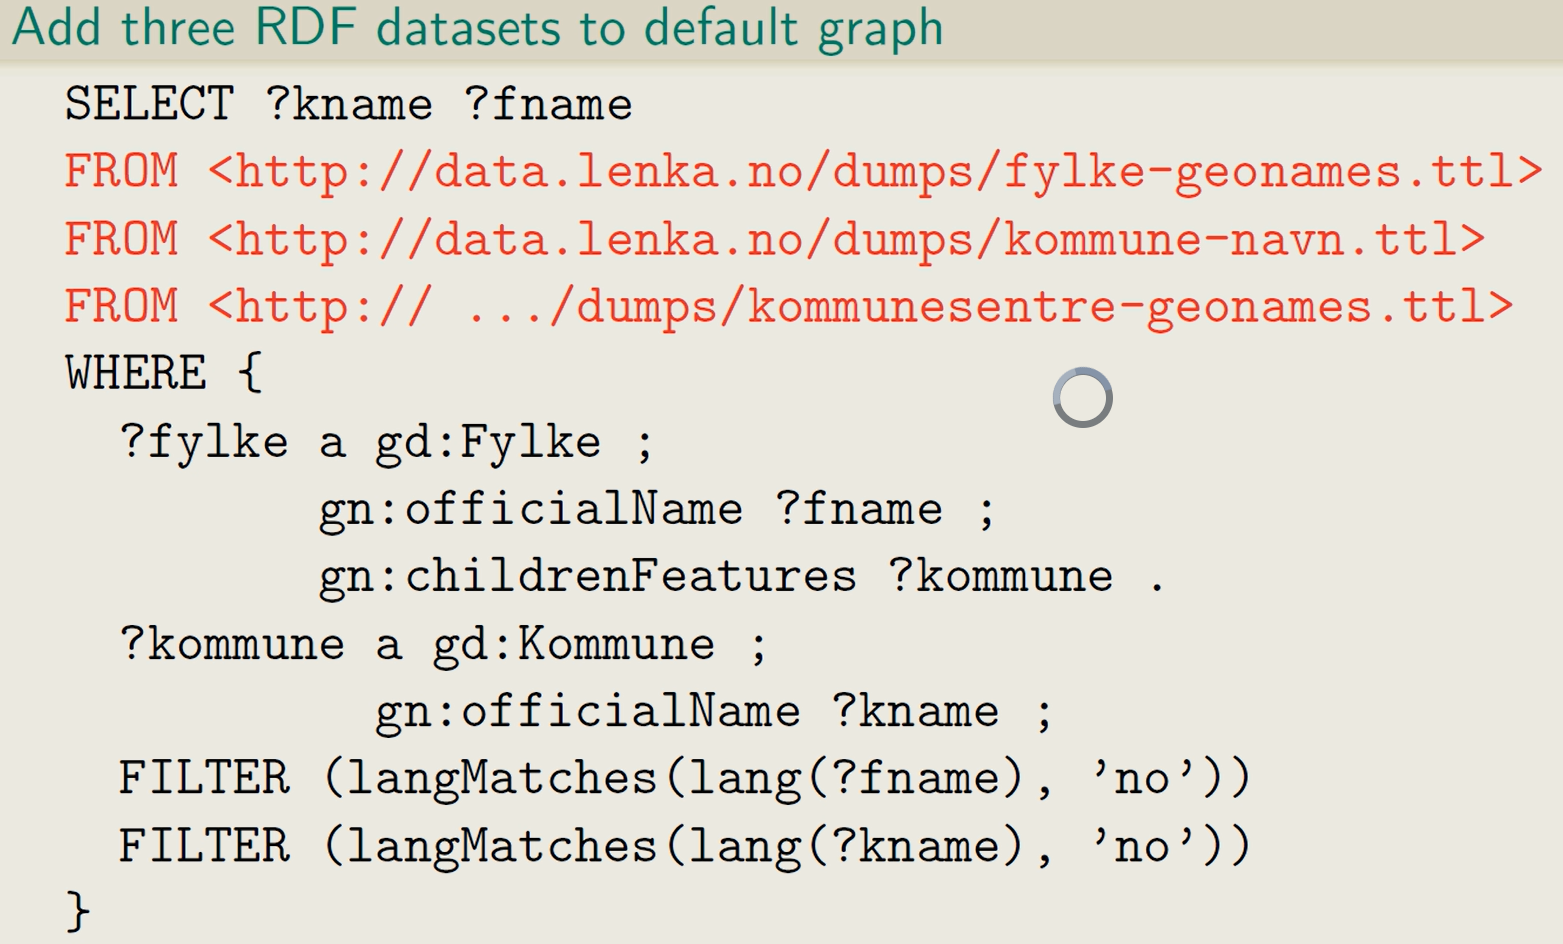 Add three RDF datasets to default graph
SELECT ?kname ?fname
FROM <http://data.lenka.no/dumps/fylke-geonames.ttl>
FROM <http://data.lenka.no/dumps/kommune-navn.ttl>
FROM <http:// .../dumps/kommunesentre-geonames.ttl>
WHERE {
?fylke a gd:Fylke ;
gn:officialName ?fname ;
gn:childrenFeatures ?kommune .
?kommune a gd:Kommune ;
gn:officialName ?kname ;
FILTER (langMatches(lang(?fname), ’no’))
FILTER (langMatches(lang(?kname), ’no’))
}